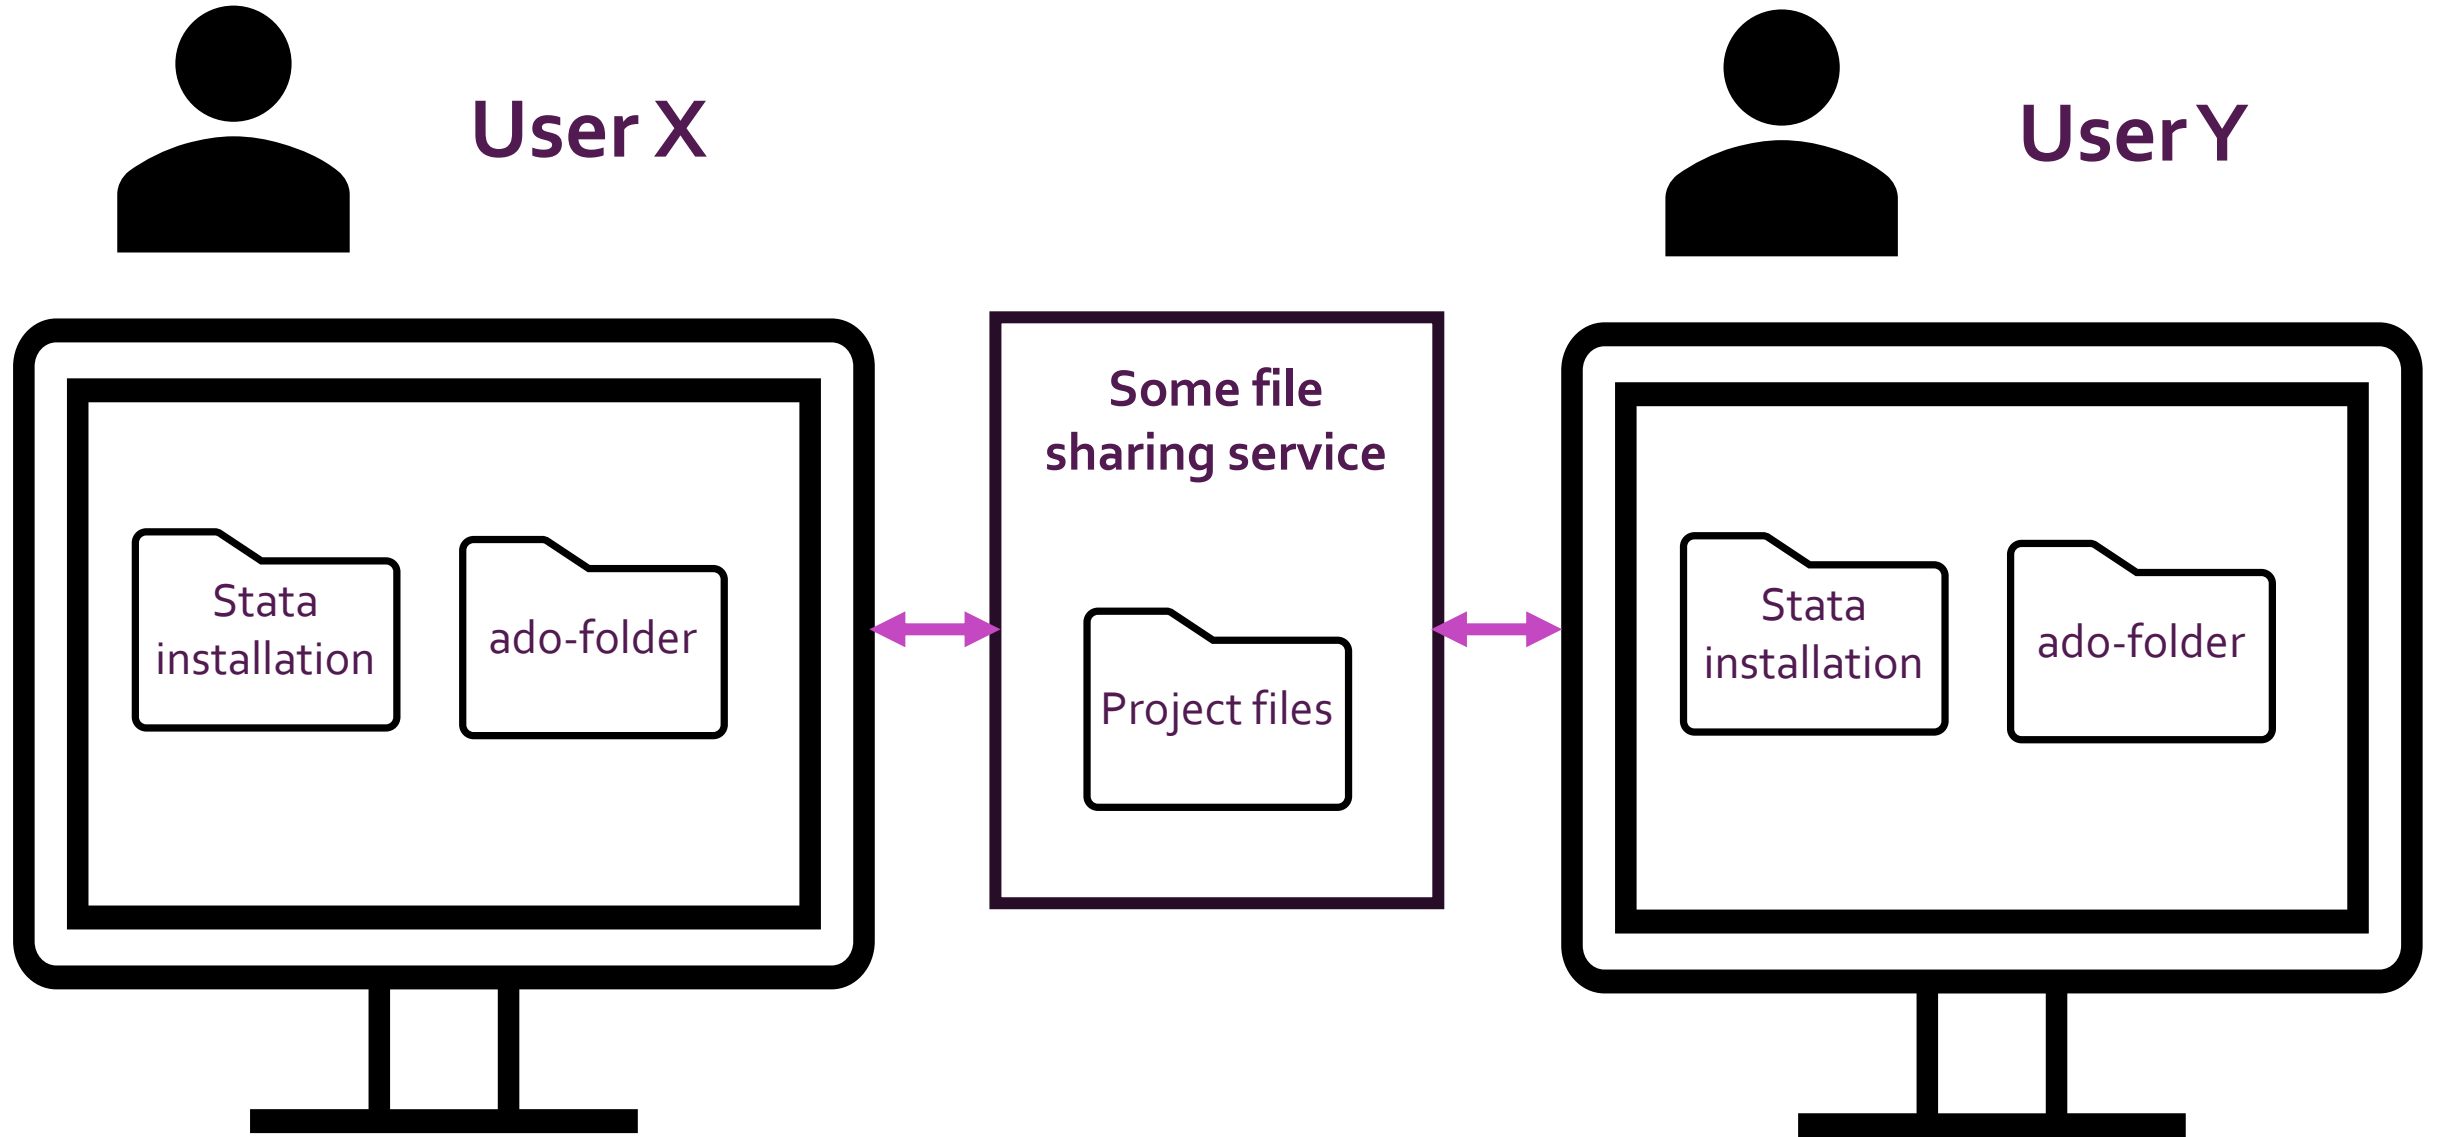 User X
User Y
Some file
sharing service
Stata
installation
ado-folder
Project files
Stata
installation
ado-folder